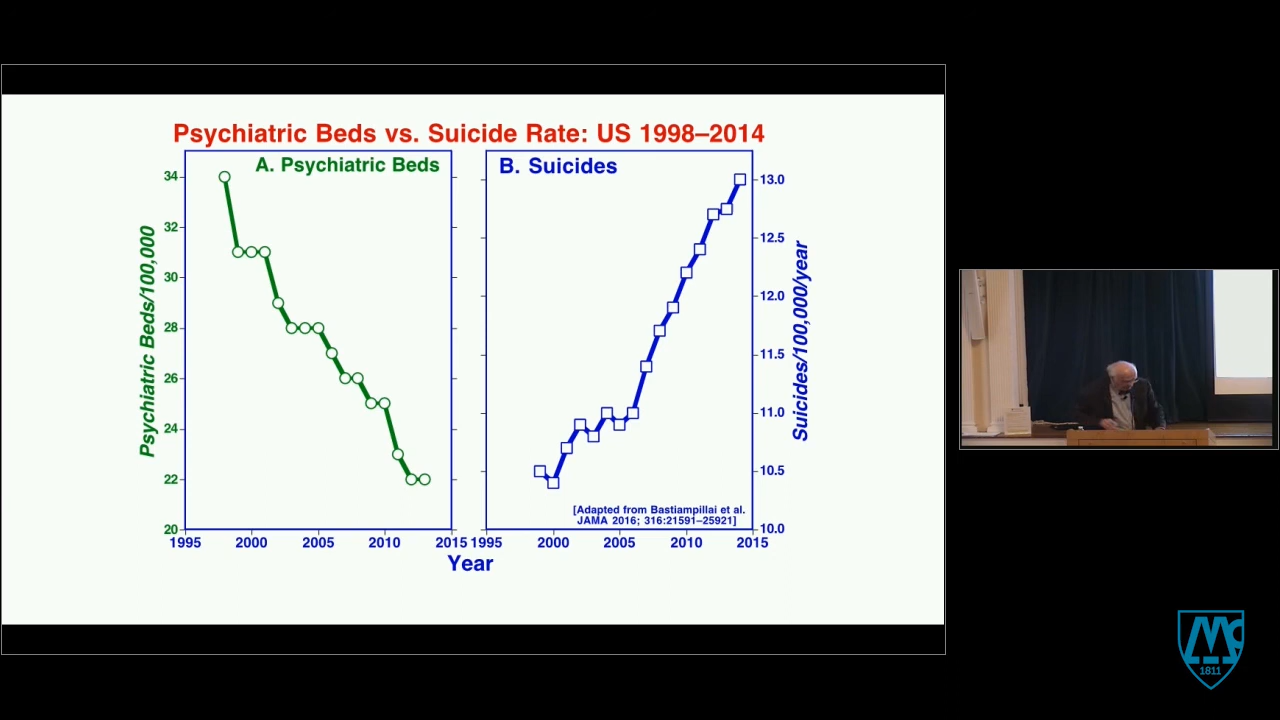 Psychiatric Beds vs. Suicide Rate: US 1998–2014
A. Psychiatric Beds
B. Suicides
Psychiatric Beds/100,000
34
32
30
28
26
24
22
20
13.0
12.5
12.0
11.5
11.0
10.5
10.0
Suicides/100,000/year
[Adapted from Bastiampillai et al.
JAMA 2016; 316:21591–25921]
1995 2000 2005 2010 2015
1995 2000 2005 2010 2015
Year
Mc
1811